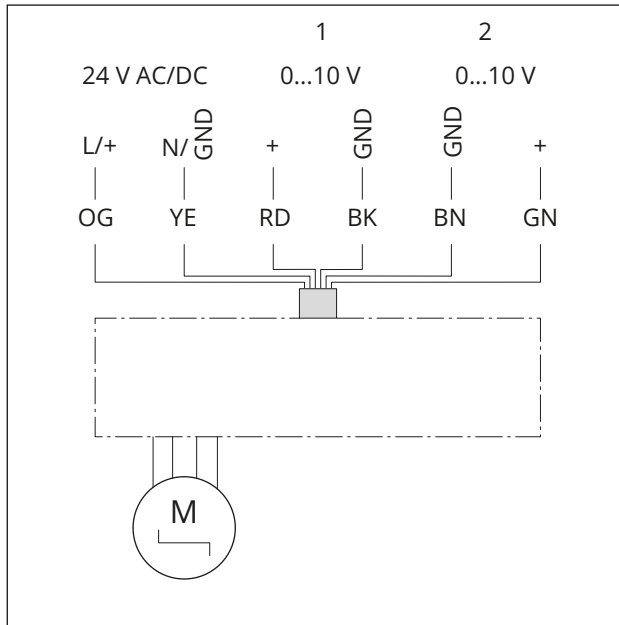 1 2
24 V AC/DC 0...10 V 0...10 V
L/+ N/ GND + GND GND +
OG YE RD BK BN GN
M